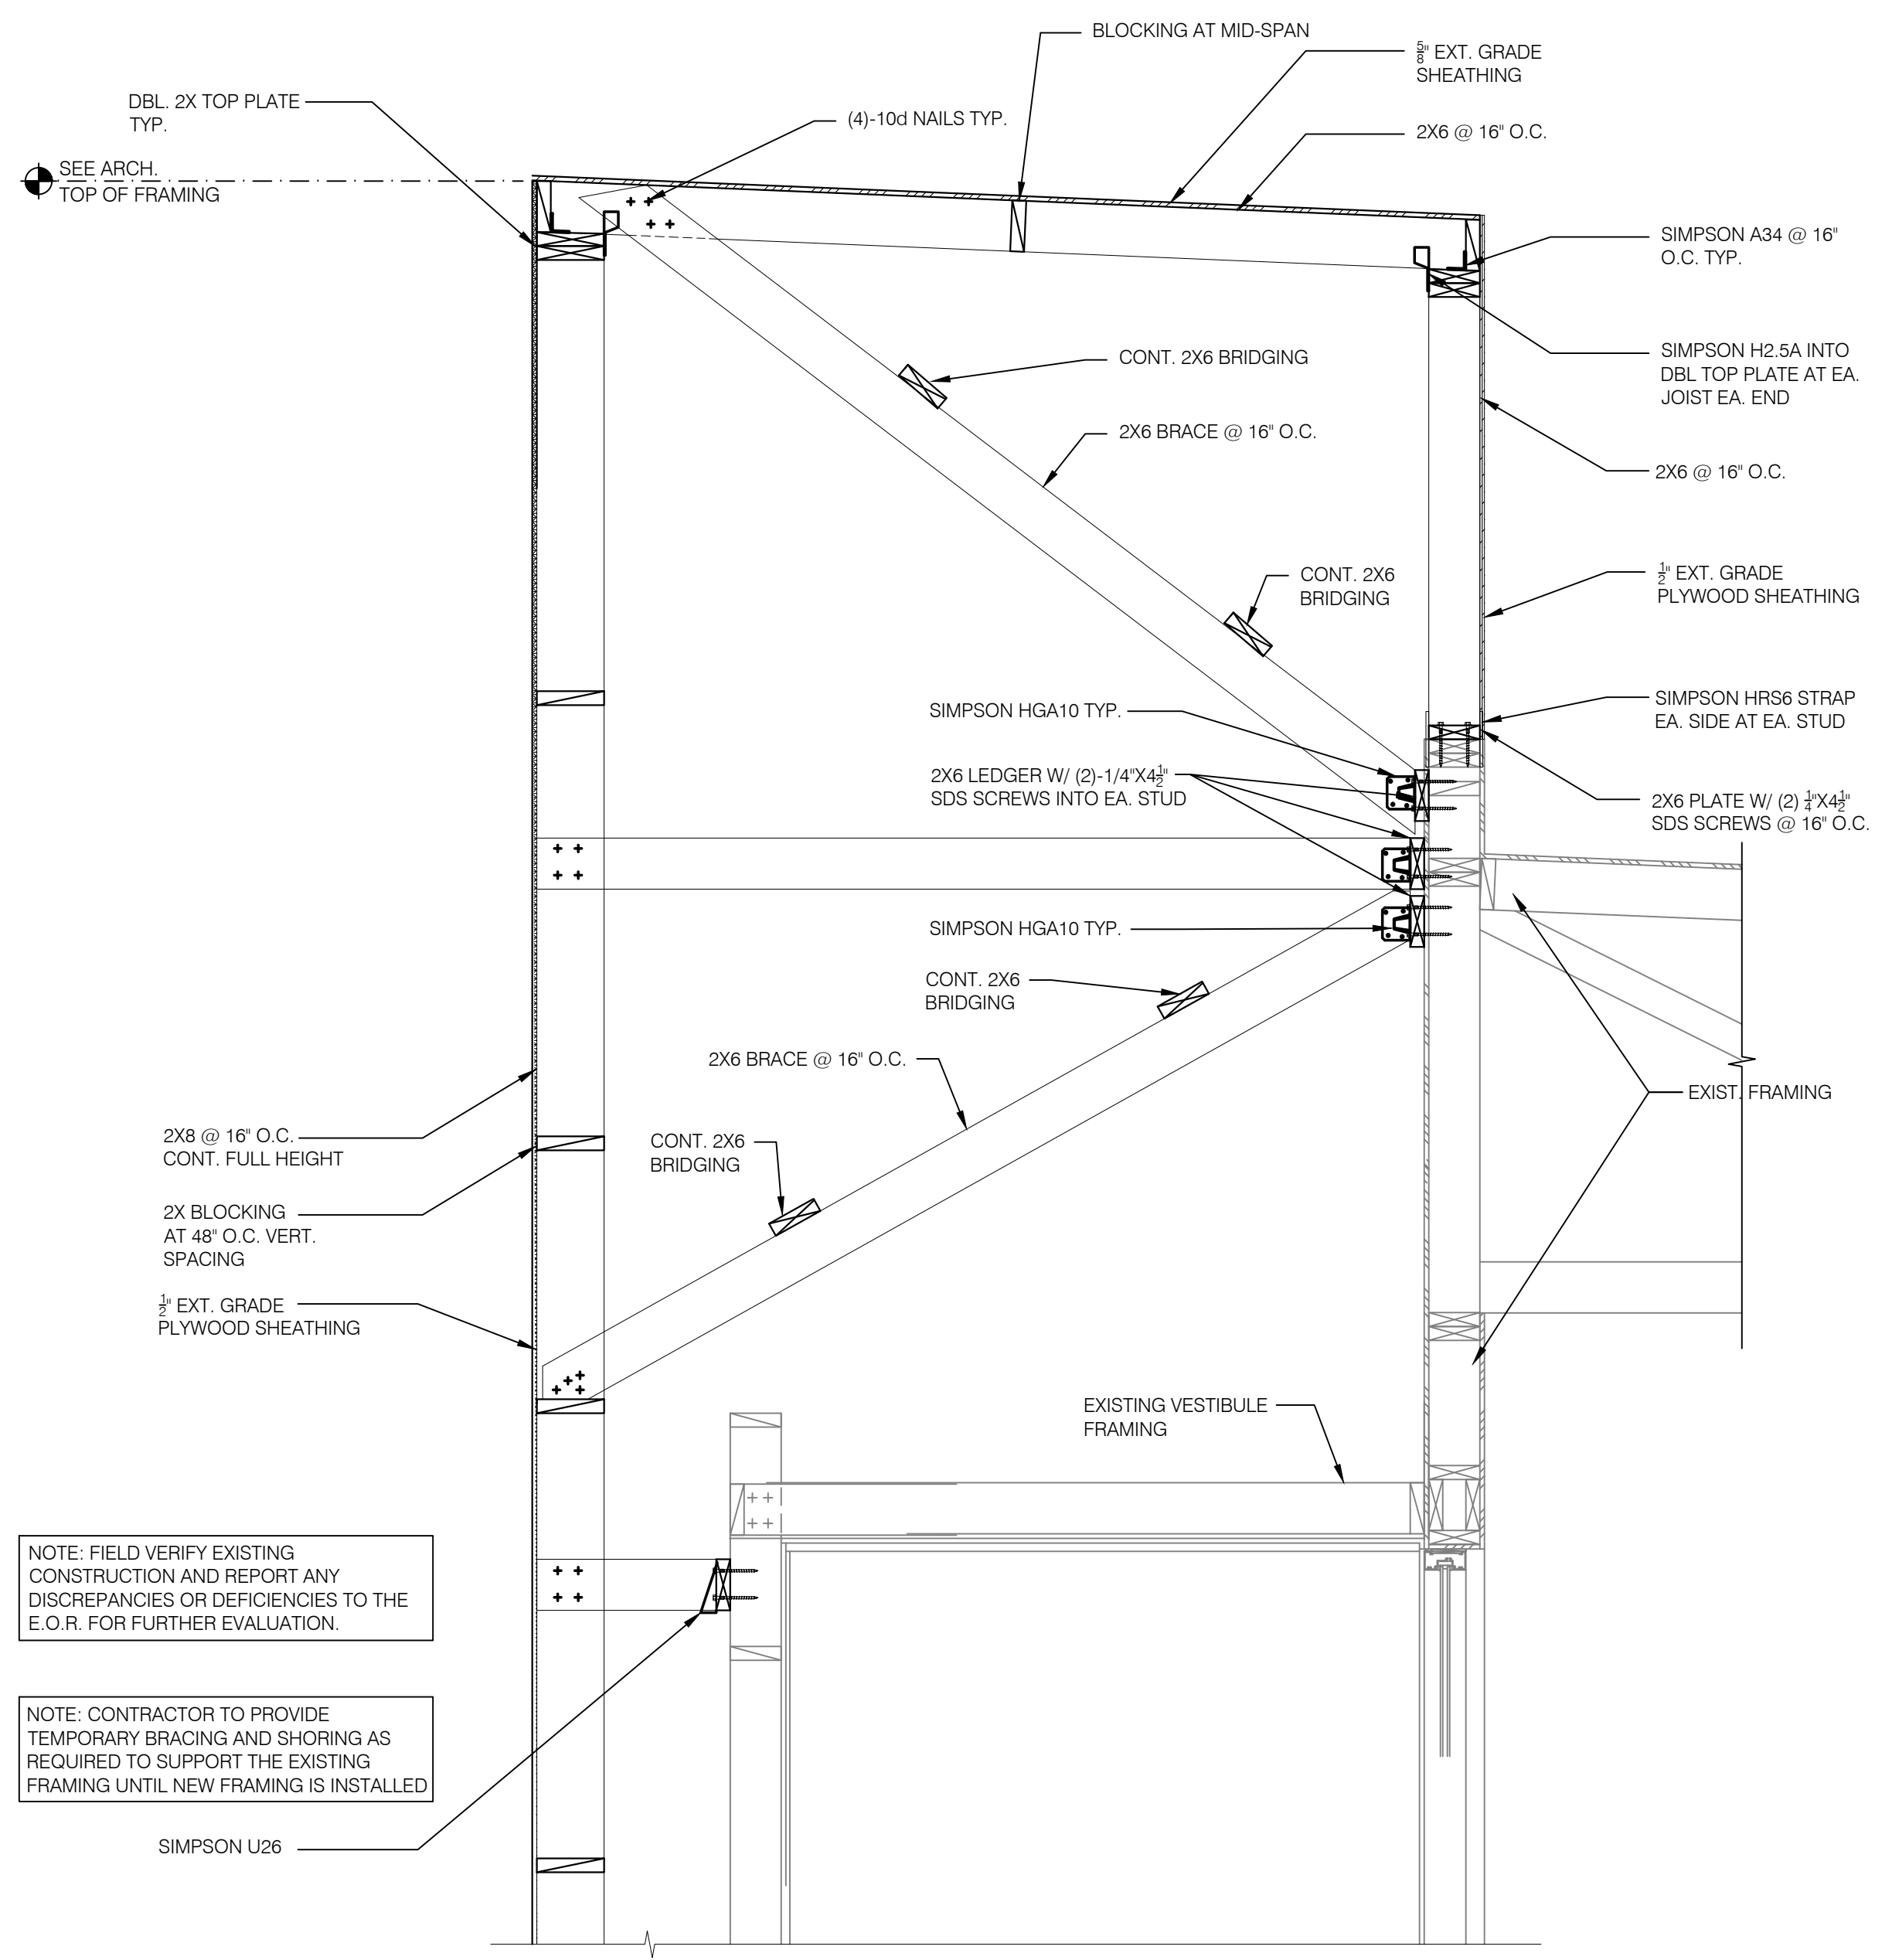 BLOCKING AT MID-SPAN
5/8" EXT. GRADE
SHEATHING
DBL. 2X TOP PLATE
TYP.
(4)-10d NAILS TYP.
2X6 @ 16" O.C.
SEE ARCH.
TOP OF FRAMING
SIMPSON A34 @ 16"
O.C. TYP.
CONT. 2X6 BRIDGING
SIMPSON H2.5A INTO
DBL TOP PLATE AT EA.
JOIST EA. END
2X6 BRACE @ 16" O.C.
2X6 @ 16" O.C.
CONT. 2X6
BRIDGING
1/2" EXT. GRADE
PLYWOOD SHEATHING
SIMPSON HGA10 TYP.
SIMPSON HRS6 STRAP
EA. SIDE AT EA. STUD
2X6 LEDGER W/ (2)-1/4"X4 1/2"
SDS SCREWS INTO EA. STUD
2X6 PLATE W/ (2) 1/4"X4 1/2"
SDS SCREWS @ 16" O.C.
SIMPSON HGA10 TYP.
CONT. 2X6
BRIDGING
2X6 BRACE @ 16" O.C.
EXIST. FRAMING
2X8 @ 16" O.C.
CONT. FULL HEIGHT
CONT. 2X6
BRIDGING
2X BLOCKING
AT 48" O.C. VERT.
SPACING
1/2" EXT. GRADE
PLYWOOD SHEATHING
EXISTING VESTIBULE
FRAMING
NOTE: FIELD VERIFY EXISTING
CONSTRUCTION AND REPORT ANY
DISCREPANCIES OR DEFICIENCIES TO THE
E.O.R. FOR FURTHER EVALUATION.
NOTE: CONTRACTOR TO PROVIDE
TEMPORARY BRACING AND SHORING AS
REQUIRED TO SUPPORT THE EXISTING
FRAMING UNTIL NEW FRAMING IS INSTALLED
SIMPSON U26